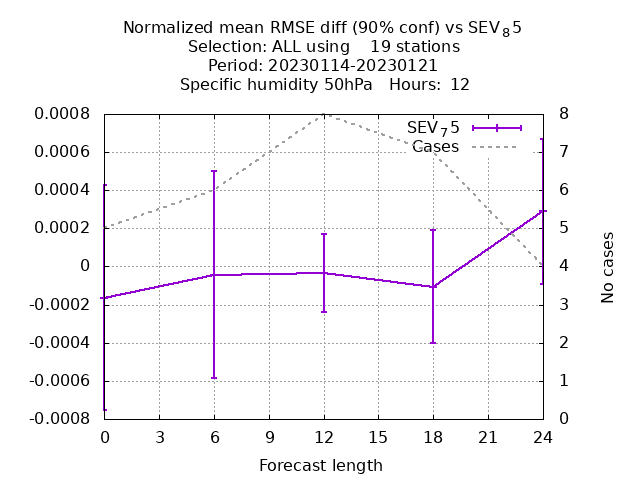 Normalized mean RMSE diff (90% conf) vs SEV₈5
Selection: ALL using    19 stations
Period: 20230114-20230121
Specific humidity 50hPa   Hours: 12
0.0008
0.0006
0.0004
0.0002
0
-0.0002
-0.0004
-0.0006
-0.0008
SEV₇5
Cases
8
7
6
5
4
3
2
1
0
No cases
0 3 6 9 12 15 18 21 24
Forecast length